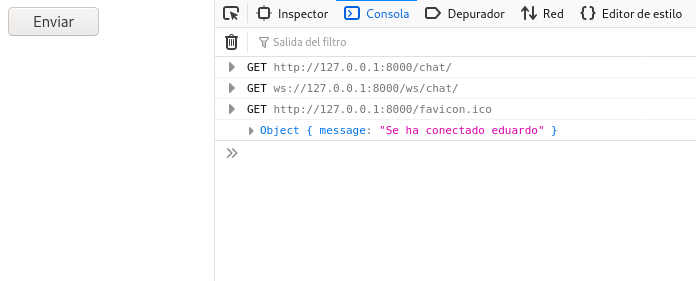 Enviar
Inspector Consola Depurador Red Editor de estilo
Salida del filtro
GET http://127.0.0.1:8000/chat/
GET ws://127.0.0.1:8000/ws/chat/
GET http://127.0.0.1:8000/favicon.ico
Object { message: "Se ha conectado eduardo" }